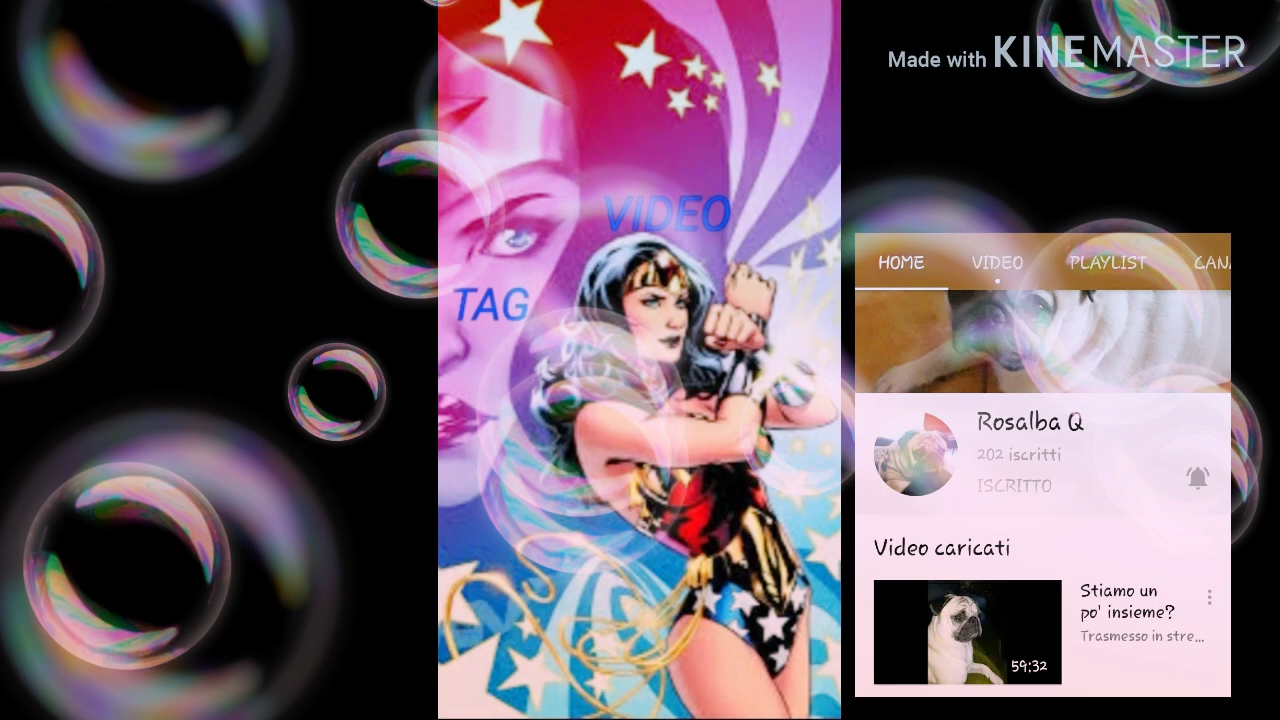 Made with KINEMASTER
VIDEO
TAG
HOME VIDEO PLAYLIST CANA
Rosalba Q
202 iscritti
ISCRITTO
Video caricati
Stiamo un
po' insieme?
Trasmesso in stre...
59:32